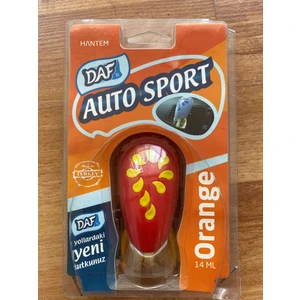 HANTEM
DAF
AUTO SPORT
DAF
yollardaki
yeni
tutkunuz
Orange
14 ML